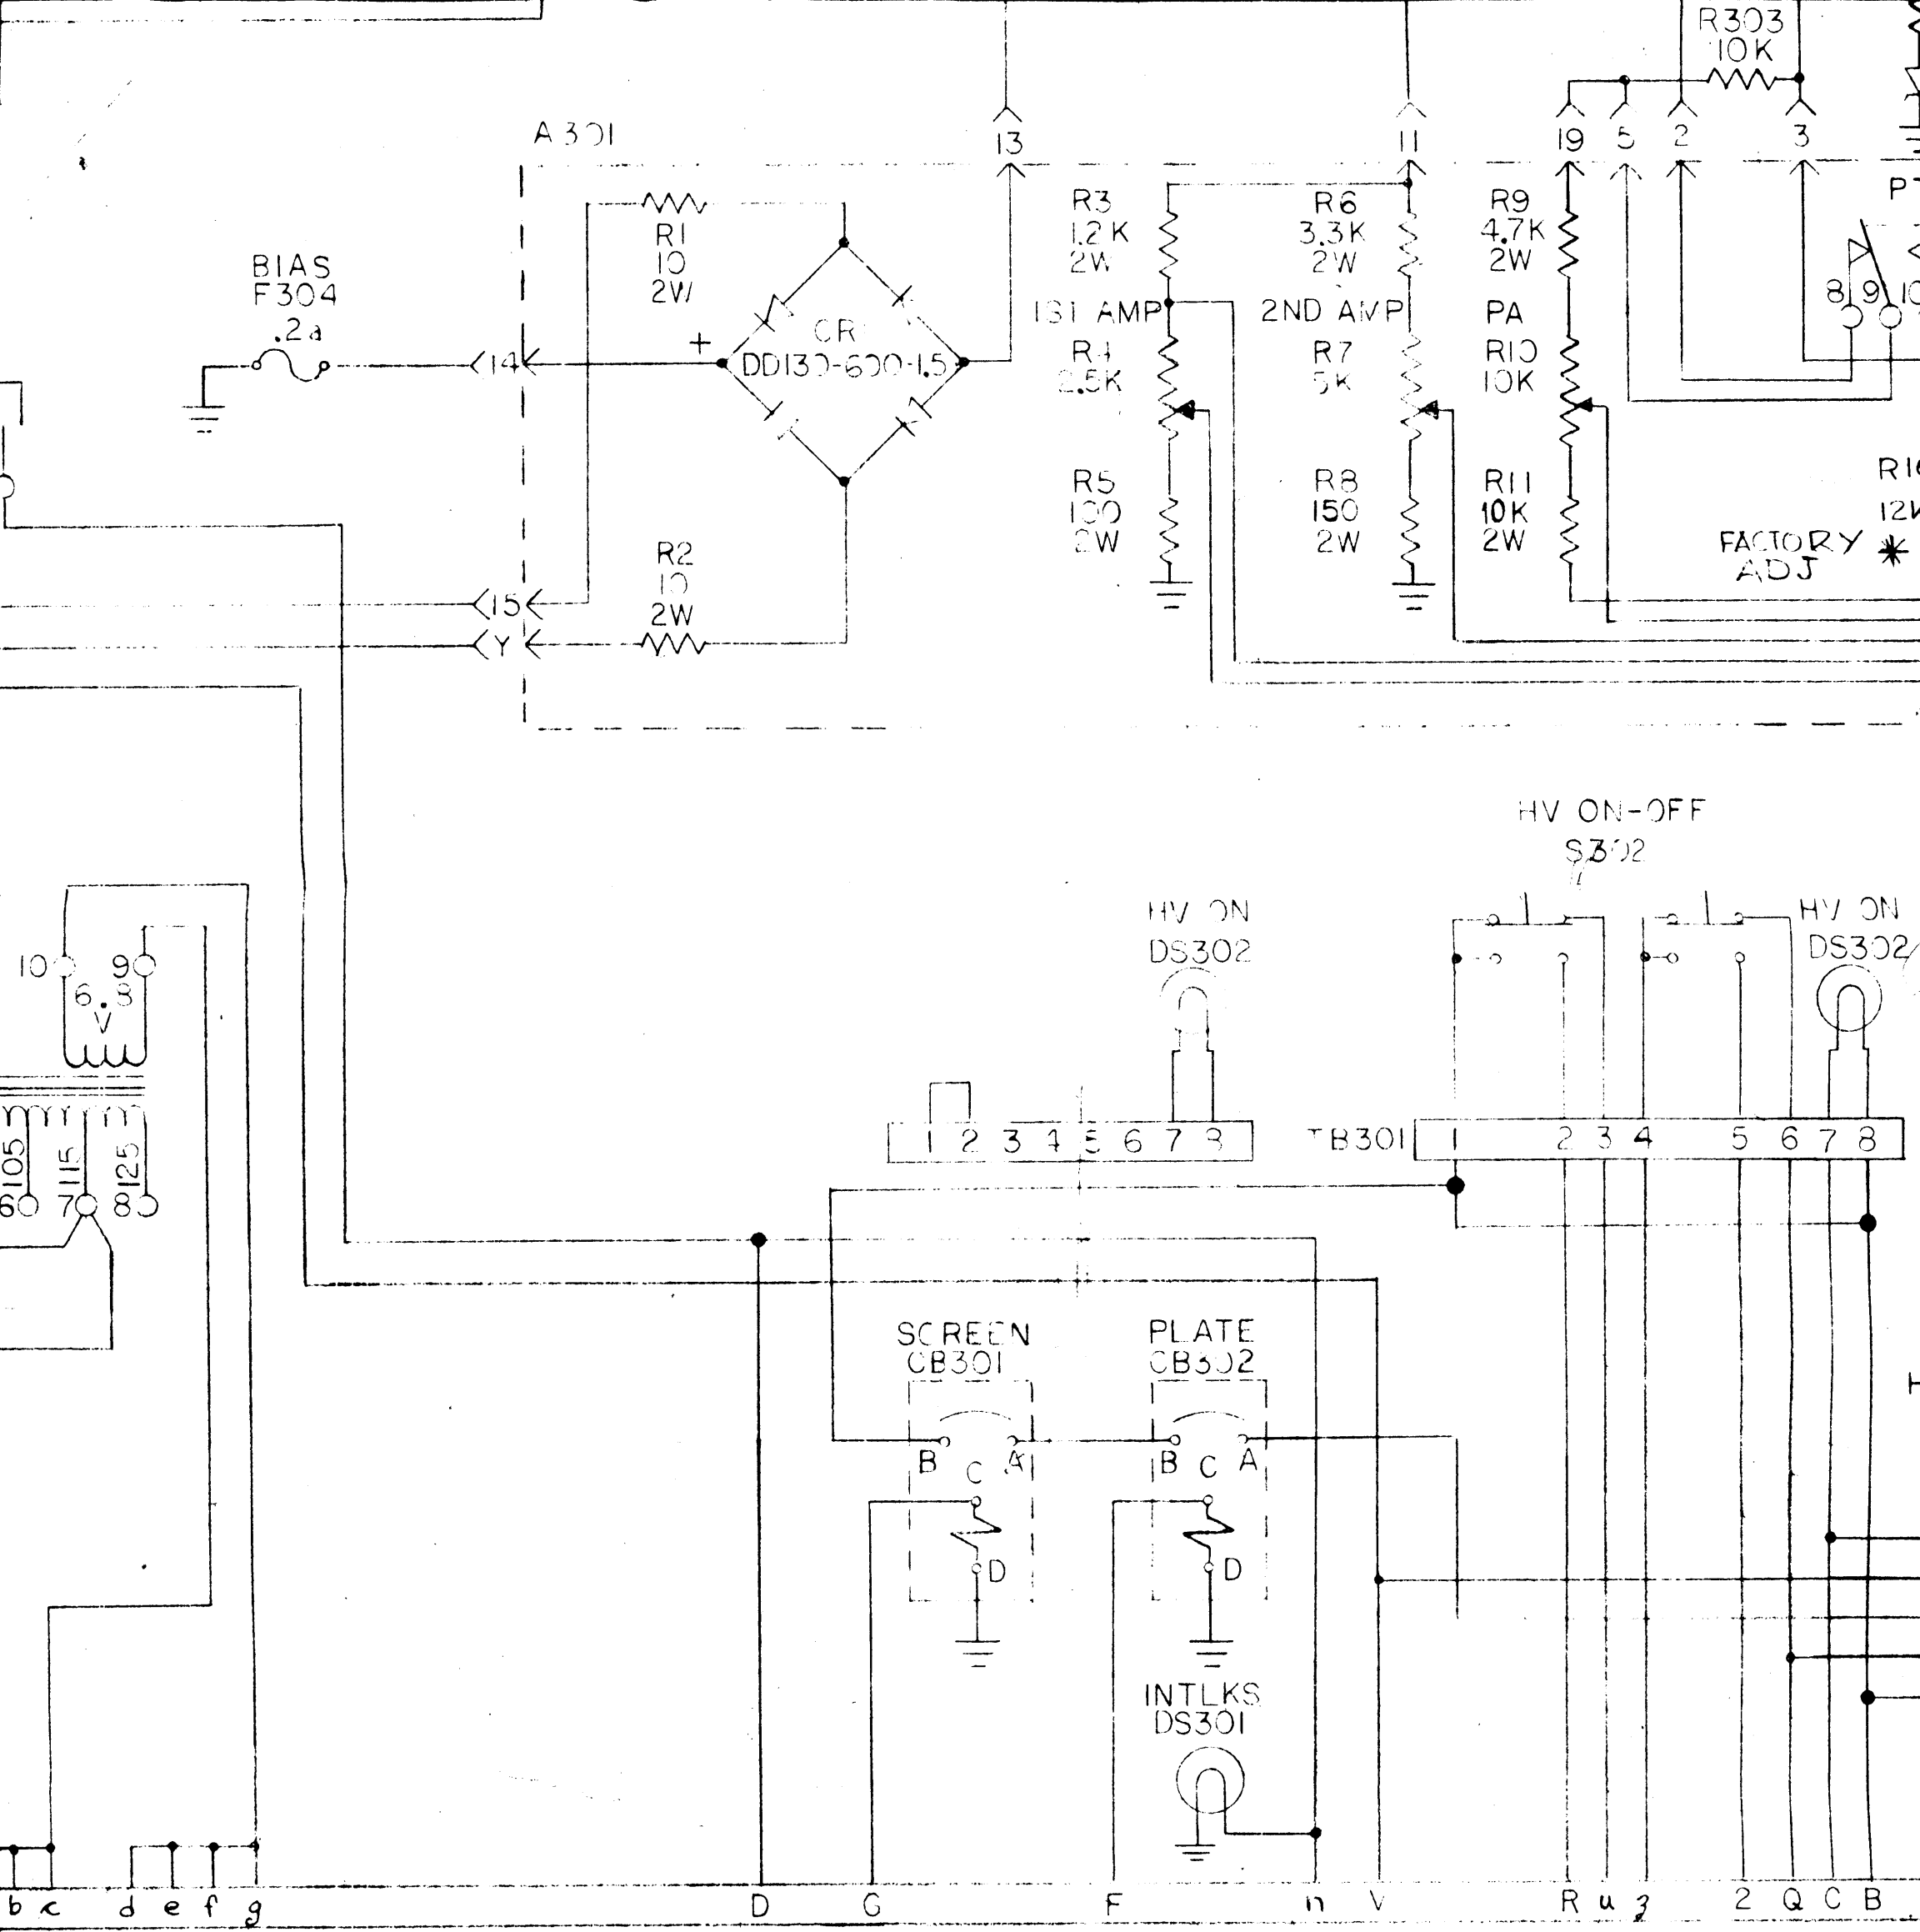 R303
10K
A301
13
11
19
5
2
3
R3
1.2K
2W
R6
3.3K
2W
R9
4.7K
2W
R1
10
2W
BIAS
F304
.2a
14
+
CR
DD130-600-1.5
1ST AMP
2ND AMP
PA
R4
2.5K
R7
5K
R10
10K
8
9
10
R5
100
2W
R8
150
2W
R11
10K
2W
12K
FACTORY
ADJ
*
R2
10
2W
15
Y
HV ON-OFF
S302
HV ON
DS302
HV ON
DS302
10
9
6.3
V
105
115
125
6
7
8
1 2 3 4 5 6 7 8
TB301
1 2 3 4 5 6 7 8
SCREEN
CB301
PLATE
CB302
B
A
C
D
B
A
C
D
INTLKS
DS301
b c d e f g D G F n V R u z 2 Q C B